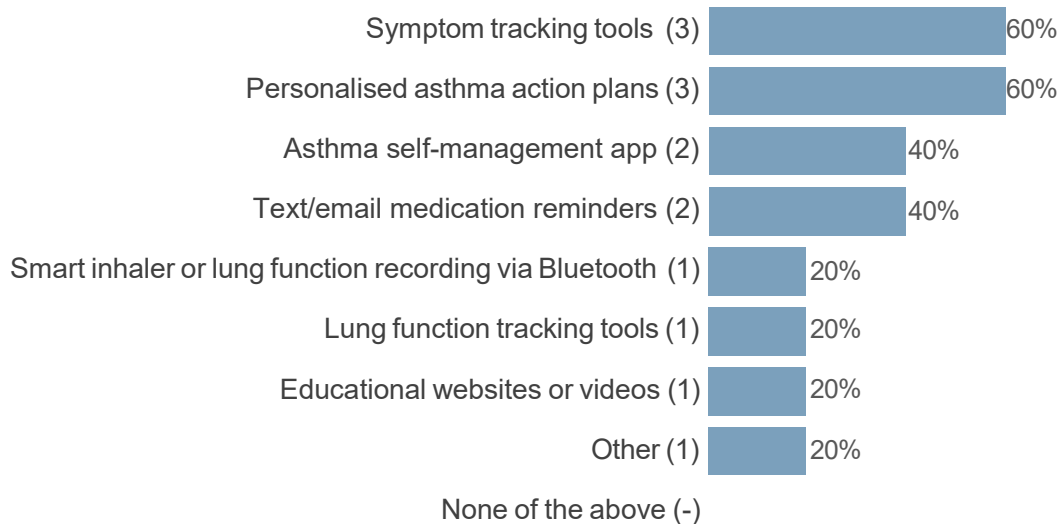 Symptom tracking tools (3) 60%
Personalised asthma action plans (3) 60%
Asthma self-management app (2) 40%
Text/email medication reminders (2) 40%
Smart inhaler or lung function recording via Bluetooth (1) 20%
Lung function tracking tools (1) 20%
Educational websites or videos (1) 20%
Other (1) 20%
None of the above (-)